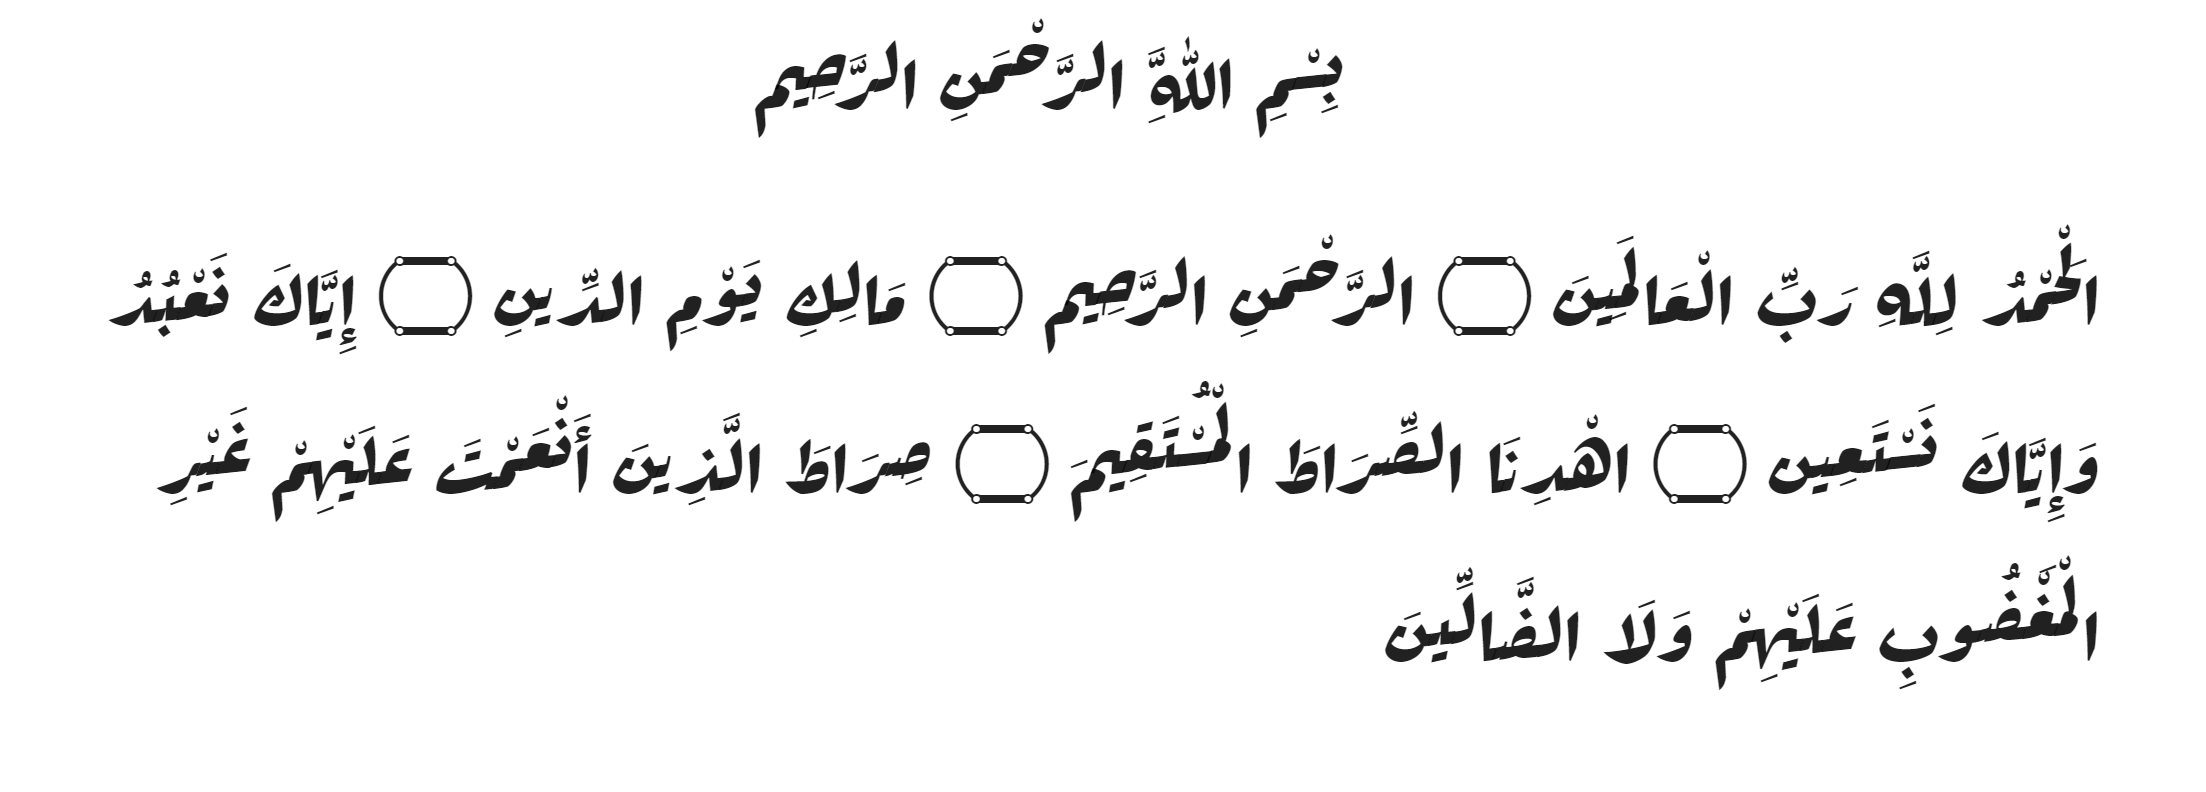 بِسْمِ اللَّهِ الرَّحْمَنِ الرَّحِيم
الْحَمْدُ لِلَّهِ رَبِّ الْعَالَمِينَ ۝ الرَّحْمَنِ الرَّحِيم ۝ مَالِكِ يَوْمِ الدِّينِ ۝ إِيَّاكَ نَعْبُدُ
وَإِيَّاكَ نَسْتَعِين ۝ اهْدِنَا الصِّرَاطَ الْمُسْتَقِيمَ ۝ صِرَاطَ الَّذِينَ أَنْعَمْتَ عَلَيْهِمْ غَيْرِ
الْمَغْضُوبِ عَلَيْهِمْ وَلَا الضَّالِّينَ